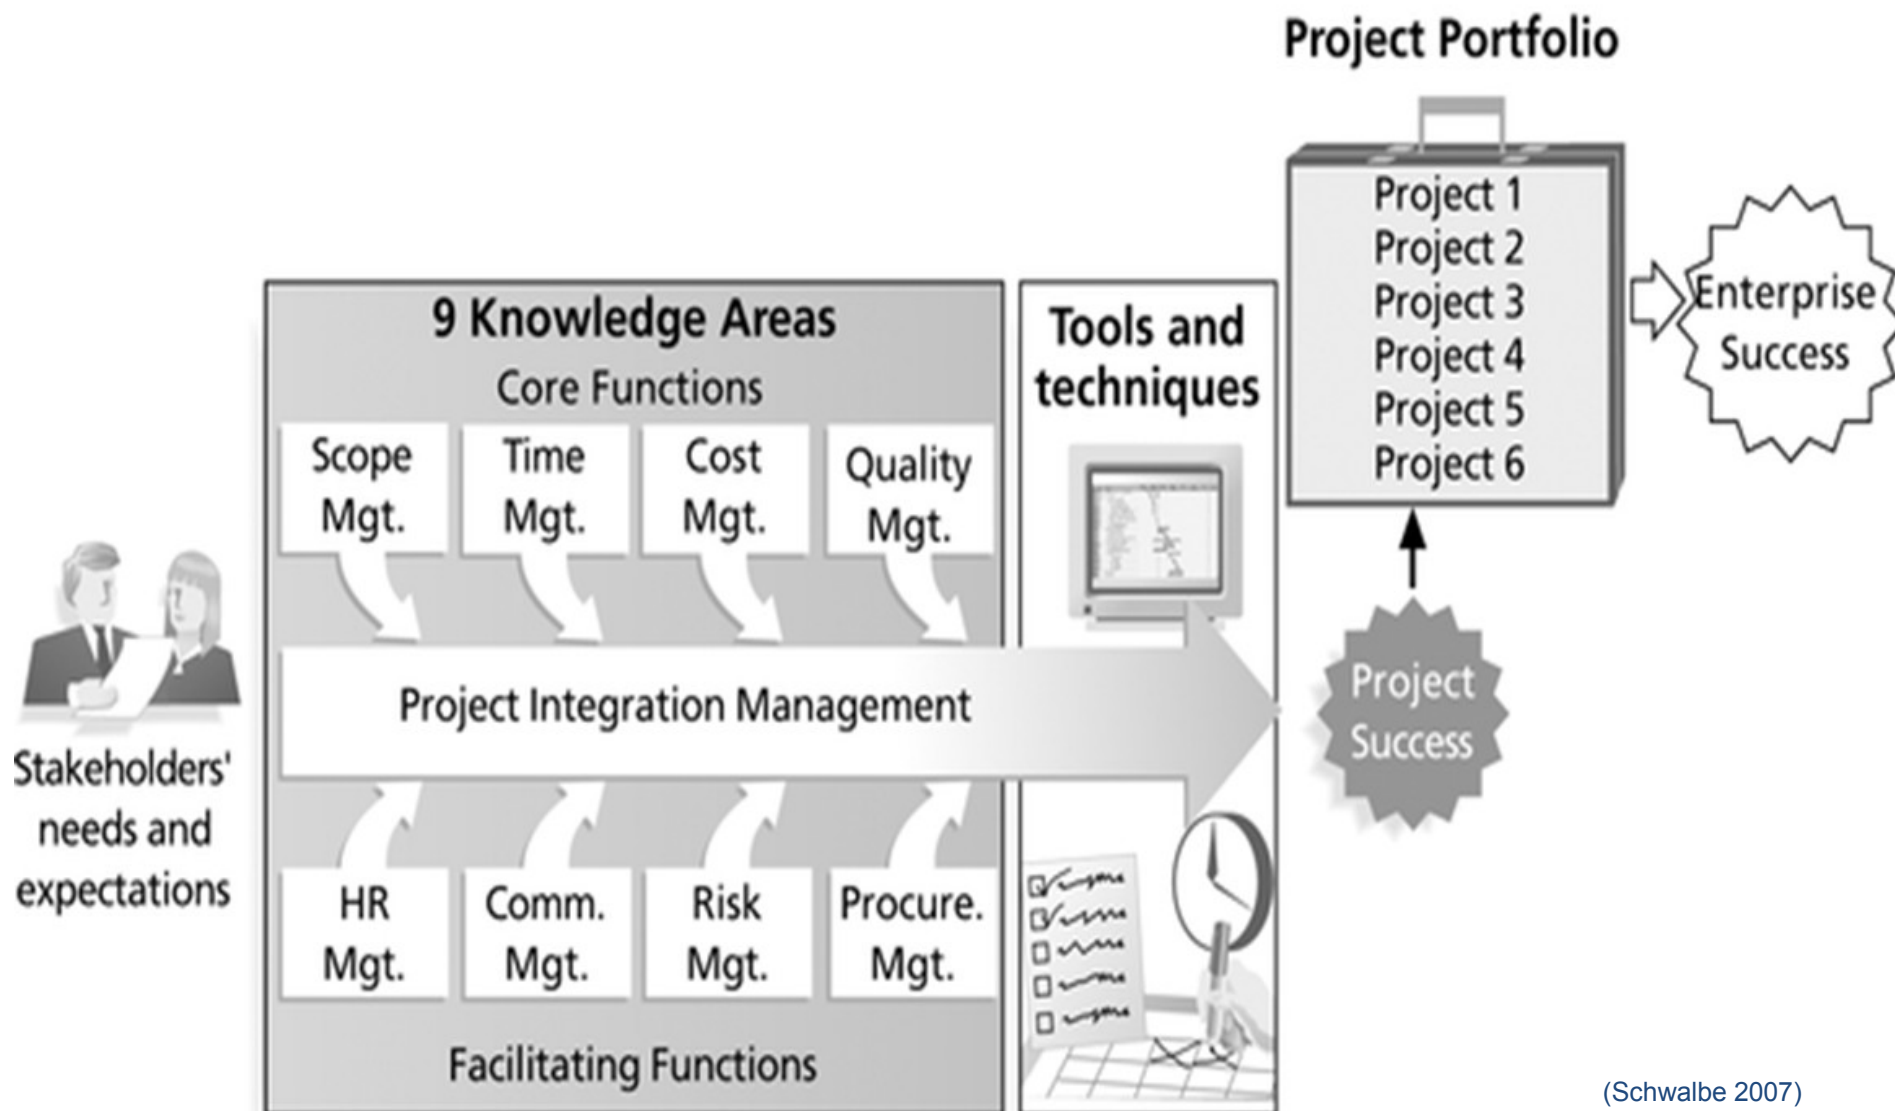 Project Portfolio
Project 1
Project 2
Project 3
Project 4
Project 5
Project 6
Enterprise
Success
9 Knowledge Areas
Core Functions
Scope
Mgt.
Time
Mgt.
Cost
Mgt.
Quality
Mgt.
Tools and
techniques
Stakeholders'
needs and
expectations
Project Integration Management
Project
Success
HR
Mgt.
Comm.
Mgt.
Risk
Mgt.
Procure.
Mgt.
Facilitating Functions
(Schwalbe 2007)